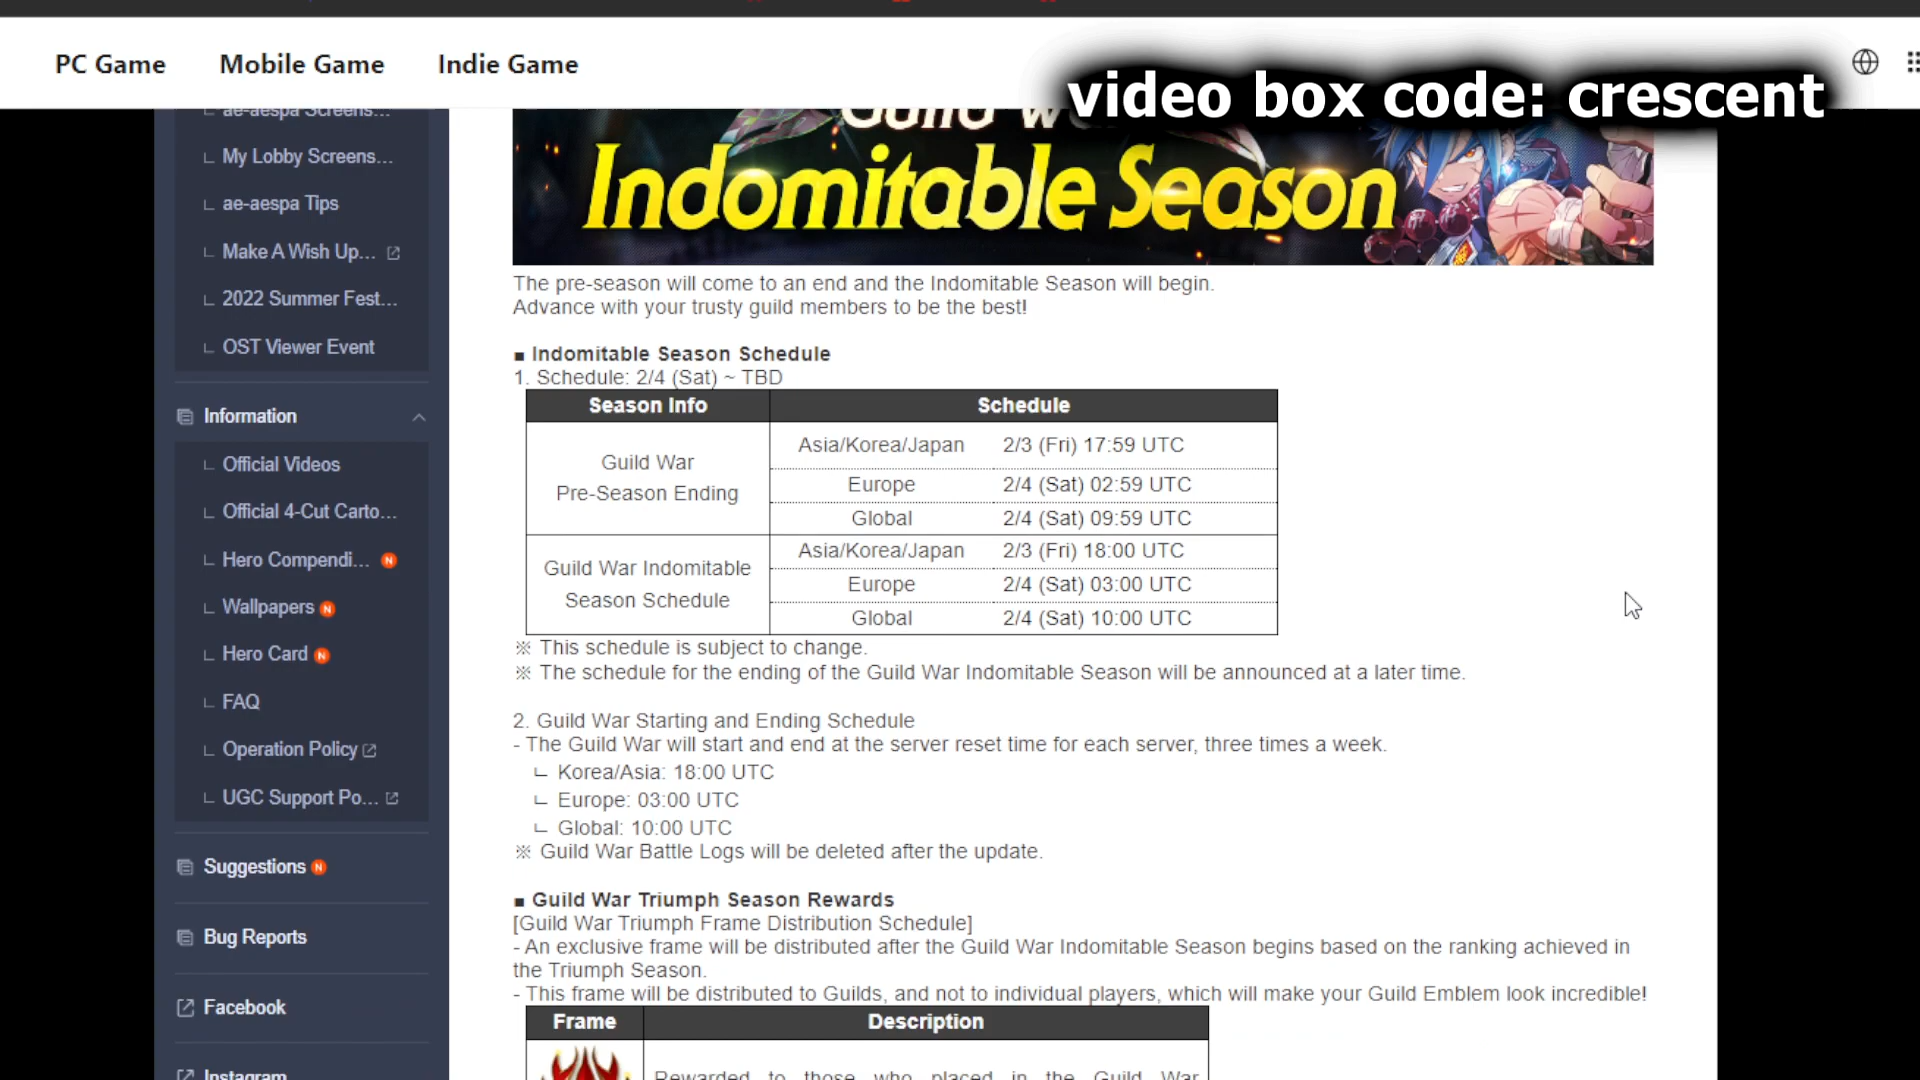 PC Game
Mobile Game
Indie Game
video box code: crescent
ae-aespa Screens...
My Lobby Screens...
ae-aespa Tips
Make A Wish Up...
2022 Summer Fest...
OST Viewer Event
Information
Official Videos
Official 4-Cut Carto...
Hero Compendi... N
Wallpapers N
Hero Card N
FAQ
Operation Policy
UGC Support Po...
Suggestions N
Bug Reports
Facebook
Instagram
Guild W
Indomitable Season
The pre-season will come to an end and the Indomitable Season will begin.
Advance with your trusty guild members to be the best!
■ Indomitable Season Schedule
1. Schedule: 2/4 (Sat) ~ TBD
Season Info Schedule
Guild War
Pre-Season Ending
Asia/Korea/Japan 2/3 (Fri) 17:59 UTC
Europe 2/4 (Sat) 02:59 UTC
Global 2/4 (Sat) 09:59 UTC
Guild War Indomitable
Season Schedule
Asia/Korea/Japan 2/3 (Fri) 18:00 UTC
Europe 2/4 (Sat) 03:00 UTC
Global 2/4 (Sat) 10:00 UTC
※ This schedule is subject to change.
※ The schedule for the ending of the Guild War Indomitable Season will be announced at a later time.
2. Guild War Starting and Ending Schedule
- The Guild War will start and end at the server reset time for each server, three times a week.
ㄴ Korea/Asia: 18:00 UTC
ㄴ Europe: 03:00 UTC
ㄴ Global: 10:00 UTC
※ Guild War Battle Logs will be deleted after the update.
■ Guild War Triumph Season Rewards
[Guild War Triumph Frame Distribution Schedule]
- An exclusive frame will be distributed after the Guild War Indomitable Season begins based on the ranking achieved in
the Triumph Season.
- This frame will be distributed to Guilds, and not to individual players, which will make your Guild Emblem look incredible!
Frame Description
Rewarded to those who placed in the Guild War